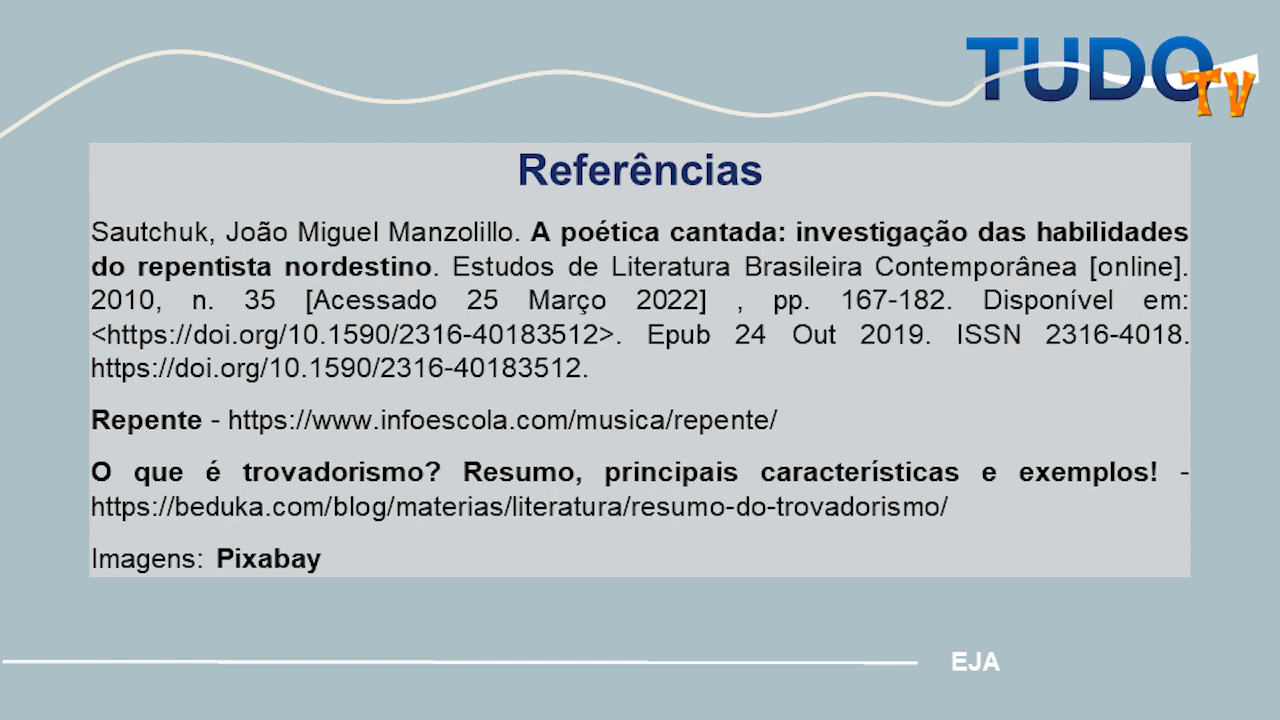 TUDO
TV
Referências
Sautchuk, João Miguel Manzolillo. A poética cantada: investigação das habilidades
do repentista nordestino. Estudos de Literatura Brasileira Contemporânea [online].
2010, n. 35 [Acessado 25 Março 2022] , pp. 167-182. Disponível em:
<https://doi.org/10.1590/2316-40183512>. Epub 24 Out 2019. ISSN 2316-4018.
https://doi.org/10.1590/2316-40183512.
Repente - https://www.infoescola.com/musica/repente/
O que é trovadorismo? Resumo, principais características e exemplos! -
https://beduka.com/blog/materias/literatura/resumo-do-trovadorismo/
Imagens: Pixabay
EJA